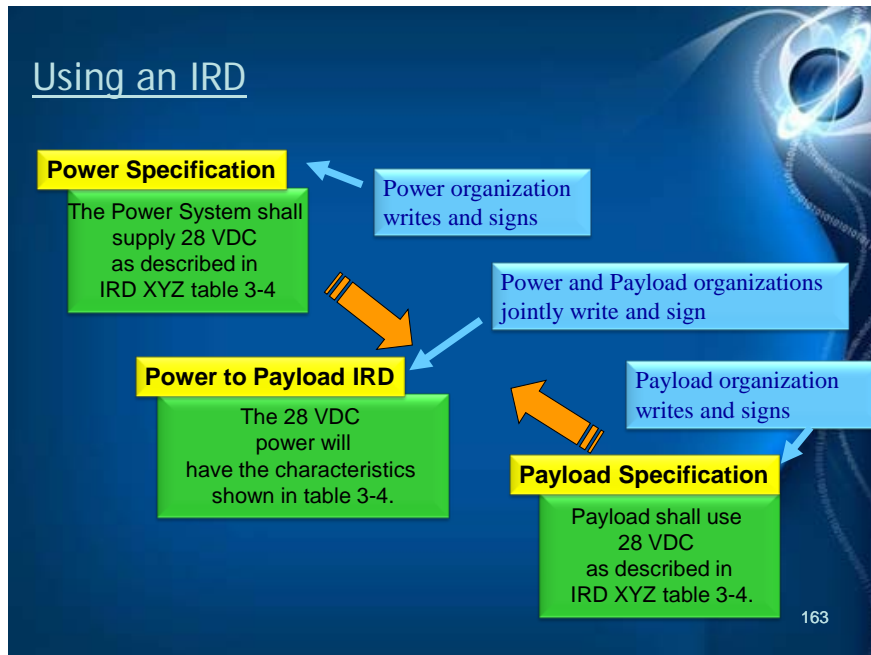 Using an IRD
Power Specification
The Power System shall
supply 28 VDC
as described in
IRD XYZ table 3-4
Power organization
writes and signs
Power and Payload organizations
jointly write and sign
Power to Payload IRD
The 28 VDC
power will
have the characteristics
shown in table 3-4.
Payload organization
writes and signs
Payload Specification
Payload shall use
28 VDC
as described in
IRD XYZ table 3-4.
163